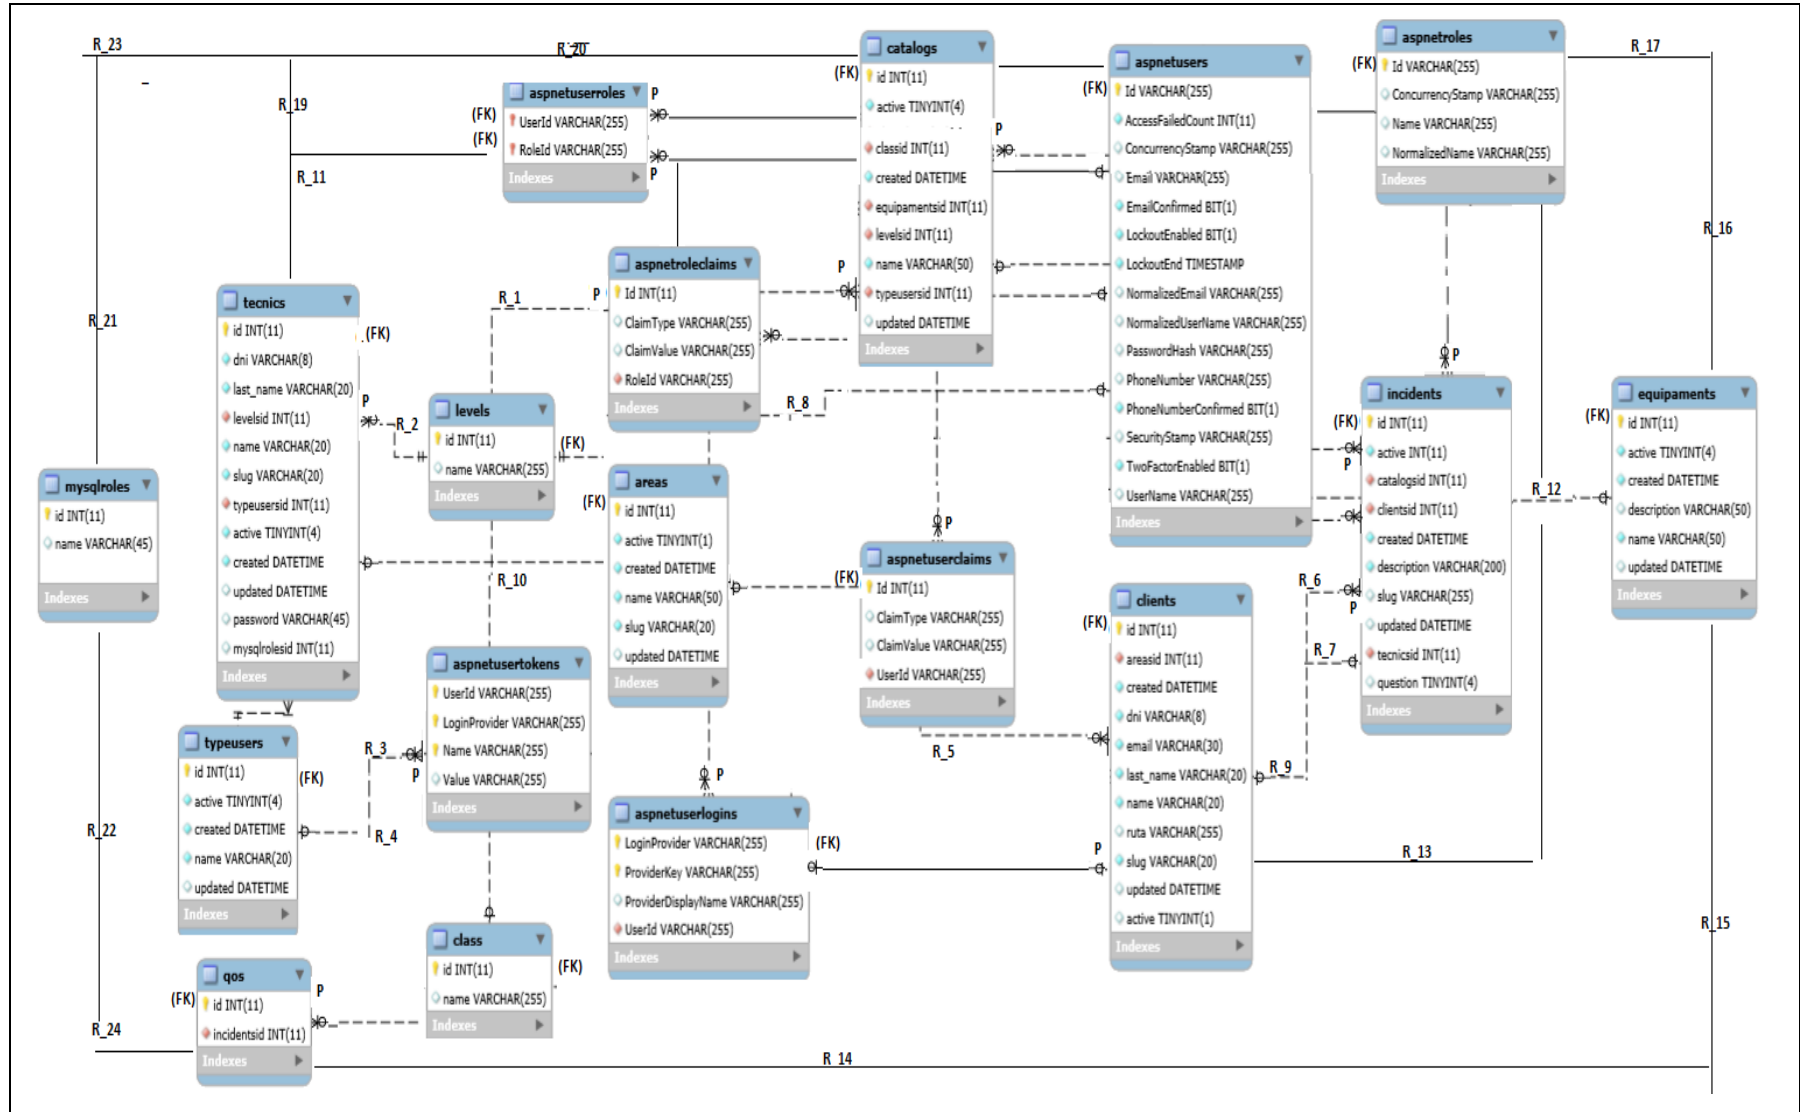 R_23
R_20
R_17
R_19
R_11
R_21
R_1
R_2
R_8
R_16
R_12
R_10
R_6
R_7
R_5
R_9
R_3
R_4
R_22
R_13
R_15
R_24
R_14
aspnetuserroles
P
(FK)
UserId VARCHAR(255)
(FK)
RoleId VARCHAR(255)
Indexes
P
catalogs
(FK)
id INT(11)
active TINYINT(4)
P
classid INT(11)
created DATETIME
equipamentsid INT(11)
levelsid INT(11)
name VARCHAR(50)
P
typeusersid INT(11)
updated DATETIME
Indexes
aspnetusers
(FK)
Id VARCHAR(255)
AccessFailedCount INT(11)
ConcurrencyStamp VARCHAR(255)
Email VARCHAR(255)
EmailConfirmed BIT(1)
LockoutEnabled BIT(1)
LockoutEnd TIMESTAMP
NormalizedEmail VARCHAR(255)
NormalizedUserName VARCHAR(255)
PasswordHash VARCHAR(255)
PhoneNumber VARCHAR(255)
PhoneNumberConfirmed BIT(1)
SecurityStamp VARCHAR(255)
TwoFactorEnabled BIT(1)
UserName VARCHAR(255)
Indexes
aspnetroles
(FK)
Id VARCHAR(255)
ConcurrencyStamp VARCHAR(255)
Name VARCHAR(255)
NormalizedName VARCHAR(255)
Indexes
tecnics
id INT(11)
(FK)
dni VARCHAR(8)
last_name VARCHAR(20)
P
levelsid INT(11)
name VARCHAR(20)
slug VARCHAR(20)
typeusersid INT(11)
active TINYINT(4)
created DATETIME
updated DATETIME
password VARCHAR(45)
mysqlrolesid INT(11)
Indexes
aspnetroleclaims
P
Id INT(11)
ClaimType VARCHAR(255)
ClaimValue VARCHAR(255)
RoleId VARCHAR(255)
Indexes
levels
id INT(11)
(FK)
name VARCHAR(255)
Indexes
mysqlroles
id INT(11)
name VARCHAR(45)
Indexes
areas
(FK)
id INT(11)
active TINYINT(1)
created DATETIME
name VARCHAR(50)
slug VARCHAR(20)
updated DATETIME
Indexes
P
aspnetuserclaims
(FK)
Id INT(11)
ClaimType VARCHAR(255)
ClaimValue VARCHAR(255)
UserId VARCHAR(255)
Indexes
P
incidents
(FK)
id INT(11)
active INT(11)
P
catalogsid INT(11)
clientsid INT(11)
created DATETIME
description VARCHAR(200)
slug VARCHAR(255)
P
updated DATETIME
tecnicsid INT(11)
question TINYINT(4)
Indexes
equipaments
(FK)
id INT(11)
active TINYINT(4)
created DATETIME
description VARCHAR(50)
name VARCHAR(50)
updated DATETIME
Indexes
clients
(FK)
id INT(11)
areasid INT(11)
created DATETIME
dni VARCHAR(8)
email VARCHAR(30)
last_name VARCHAR(20)
name VARCHAR(20)
ruta VARCHAR(255)
P
slug VARCHAR(20)
updated DATETIME
active TINYINT(1)
Indexes
aspnetusertokens
UserId VARCHAR(255)
LoginProvider VARCHAR(255)
Name VARCHAR(255)
P
Value VARCHAR(255)
Indexes
typeusers
id INT(11)
(FK)
active TINYINT(4)
created DATETIME
name VARCHAR(20)
updated DATETIME
Indexes
P
aspnetuserlogins
LoginProvider VARCHAR(255)
(FK)
ProviderKey VARCHAR(255)
ProviderDisplayName VARCHAR(255)
UserId VARCHAR(255)
Indexes
class
id INT(11)
(FK)
name VARCHAR(255)
Indexes
qos
P
(FK)
id INT(11)
incidentsid INT(11)
Indexes